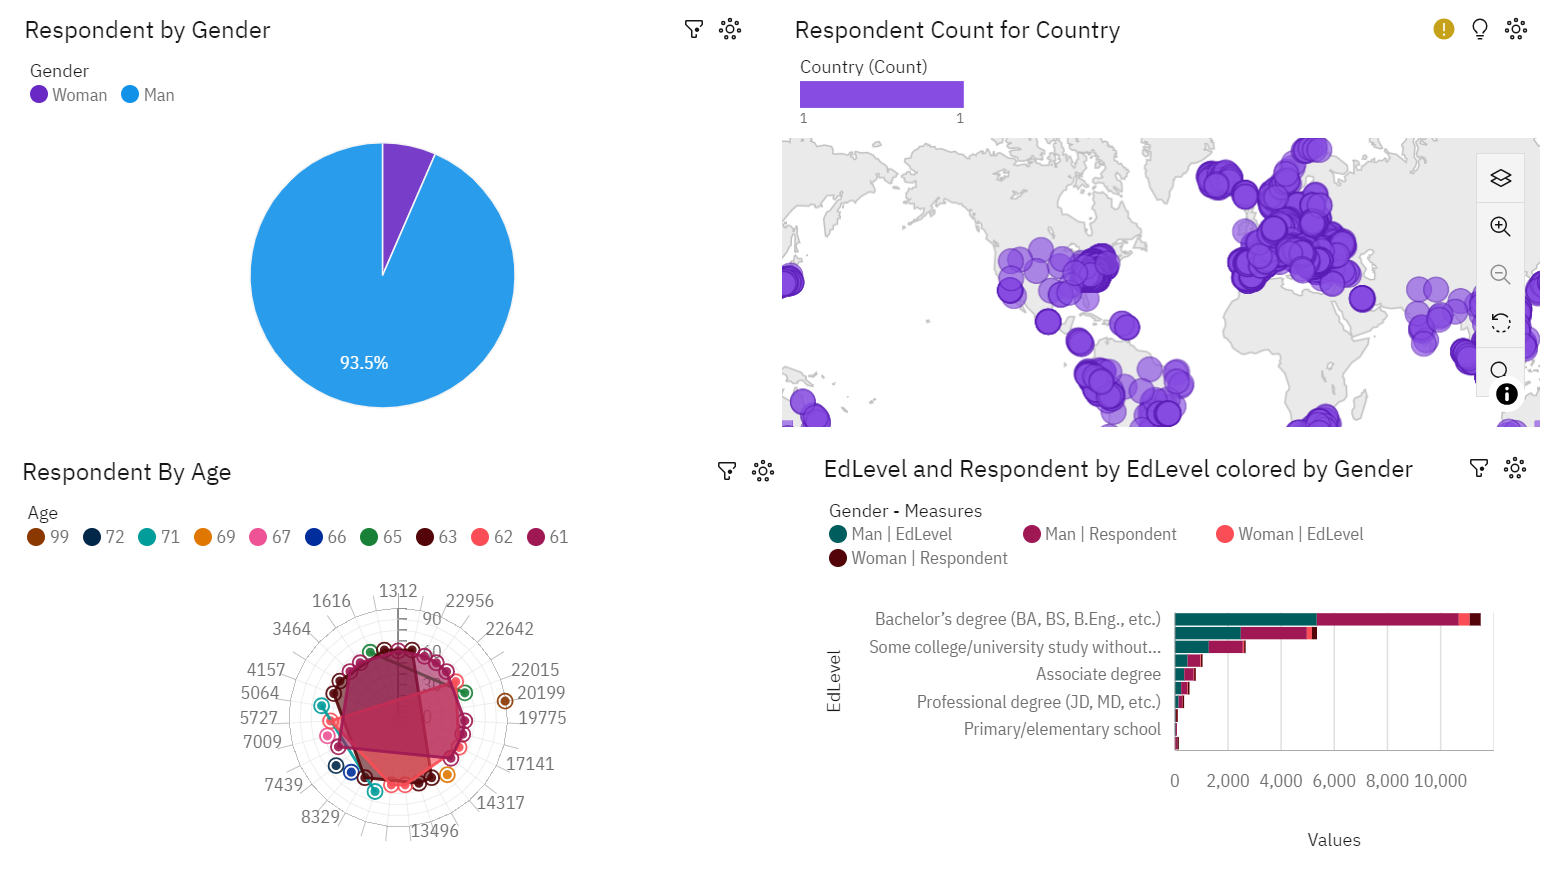 Respondent by Gender
Gender
Woman Man
93.5%
Respondent Count for Country
Country (Count)
1 1
Respondent By Age
Age
99 72 71 69 67 66 65 63 62 61
1312
1616 22956
3464 22642
90
4157 22015
5064 20199
5727 19775
7009
17141
7439
14317
8329
13496
EdLevel and Respondent by EdLevel colored by Gender
Gender - Measures
Man | EdLevel Man | Respondent Woman | EdLevel
Woman | Respondent
EdLevel
Bachelor’s degree (BA, BS, B.Eng., etc.)
Some college/university study without...
Associate degree
Professional degree (JD, MD, etc.)
Primary/elementary school
0 2,000 4,000 6,000 8,000 10,000
Values